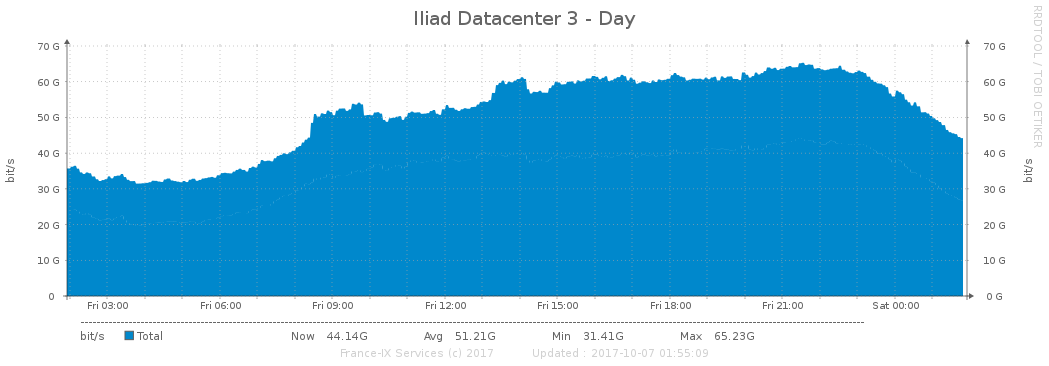 Iliad Datacenter 3 - Day
RRDTOOL / TOBI OETIKER
70 G 70 G
60 G 60 G
50 G 50 G
40 G 40 G
30 G 30 G
20 G 20 G
10 G 10 G
0 0 G
bit/s bit/s
Fri 03:00 Fri 06:00 Fri 09:00 Fri 12:00 Fri 15:00 Fri 18:00 Fri 21:00 Sat 00:00
bit/s Total Now 44.14G Avg 51.21G Min 31.41G Max 65.23G
France-IX Services (c) 2017 Updated : 2017-10-07 01:55:09